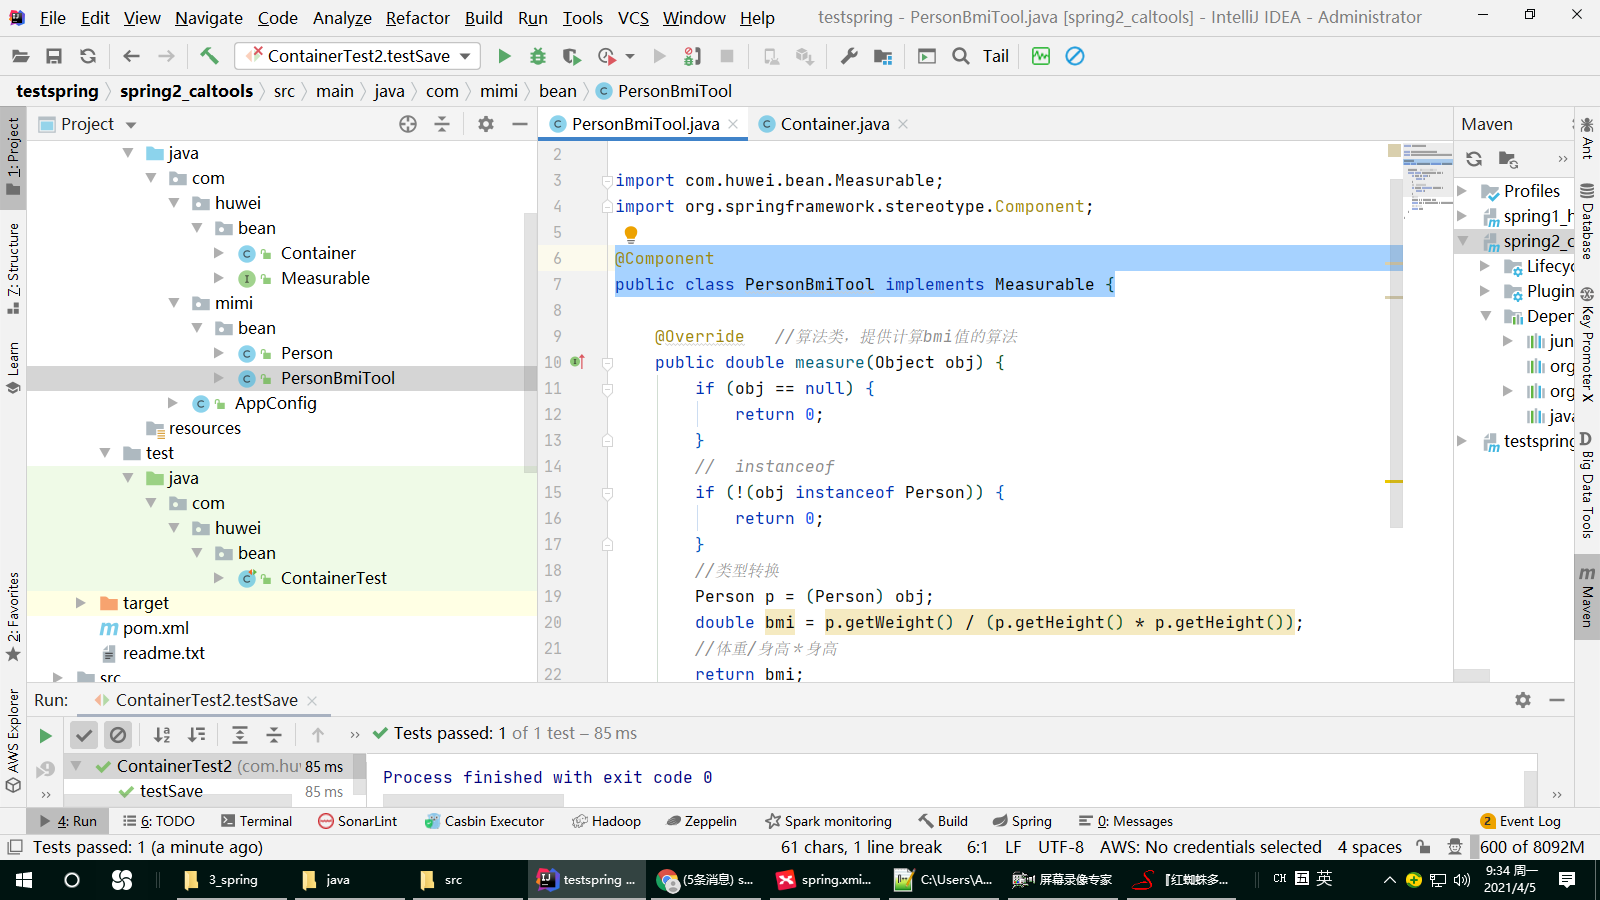 File Edit View Navigate Code Analyze Refactor Build Run Tools VCS Window Help testspring - PersonBmiTool.java [spring2_caltools] - IntelliJ IDEA - Administrator
ContainerTest2.testSave Tail
testspring spring2_caltools src main java com mimi bean PersonBmiTool
1: Project
Z: Structure
Learn
2: Favorites
AWS Explorer
Project
java
com
huwei
bean
Container
Measurable
mimi
bean
Person
PersonBmiTool
AppConfig
resources
test
java
com
huwei
bean
ContainerTest
target
pom.xml
readme.txt
src
PersonBmiTool.java Container.java
2
3 import com.huwei.bean.Measurable;
4 import org.springframework.stereotype.Component;
5
6 @Component
7 public class PersonBmiTool implements Measurable {
8
9 @Override //算法类，提供计算bmi值的算法
10 public double measure(Object obj) {
11 if (obj == null) {
12 return 0;
13 }
14 // instanceof
15 if (!(obj instanceof Person)) {
16 return 0;
17 }
18 //类型转换
19 Person p = (Person) obj;
20 double bmi = p.getWeight() / (p.getHeight() * p.getHeight());
21 //体重/身高*身高
22 return bmi;
Maven
Profiles
spring1_h
spring2_c
Lifecyc
Plugin
Depen
jun
org
org
java
testspring
Ant
Database
Key Promoter X
Big Data Tools
Maven
Run: ContainerTest2.testSave
Tests passed: 1 of 1 test – 85 ms
ContainerTest2 (com.hu 85 ms
testSave 85 ms
Process finished with exit code 0
4: Run 6: TODO Terminal SonarLint Casbin Executor Hadoop Zeppelin Spark monitoring Build Spring 0: Messages 2 Event Log
Tests passed: 1 (a minute ago) 61 chars, 1 line break 6:1 LF UTF-8 AWS: No credentials selected 4 spaces 600 of 8092M
3_spring java src testspring ... (5条消息) s... spring.xmi... C:\Users\A... 屏幕录像专家 『红蜘蛛多... CH 五 英
9:34 周一
2021/4/5